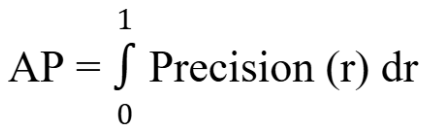 1
AP = ∫ Precision (r) dr
0